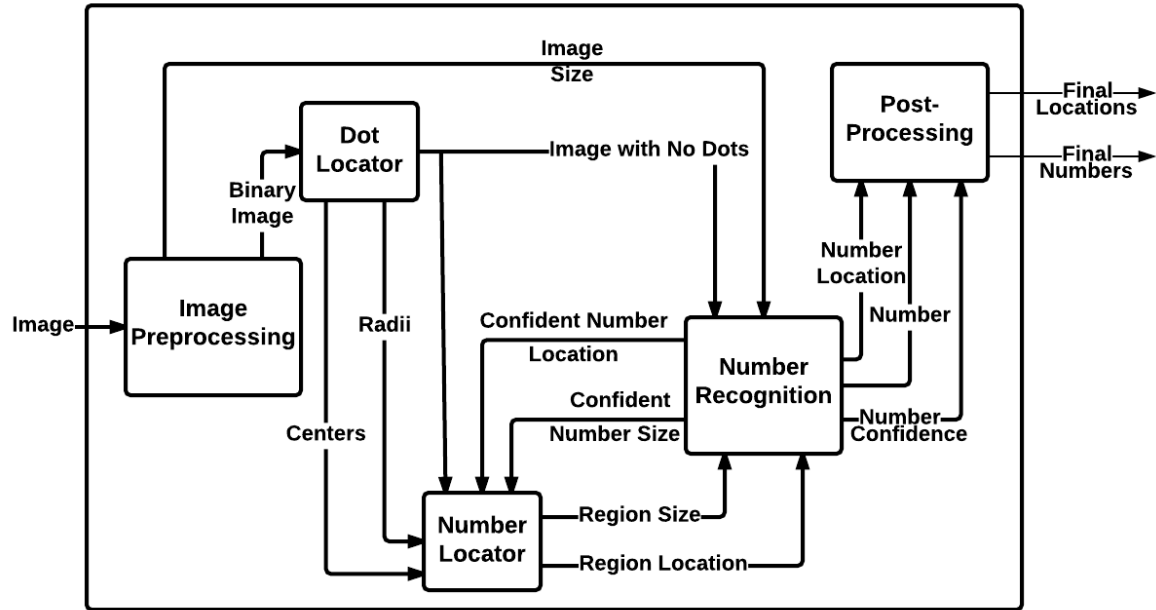 Image
Size
Post-
Processing
Final
Locations
Final
Numbers
Dot
Locator
Image with No Dots
Binary
Image
Number
Location
Image
Image
Preprocessing
Radii
Confident Number
Location
Number
Number
Recognition
Confident
Number Size
Number
Confidence
Centers
Number
Locator
Region Size
Region Location